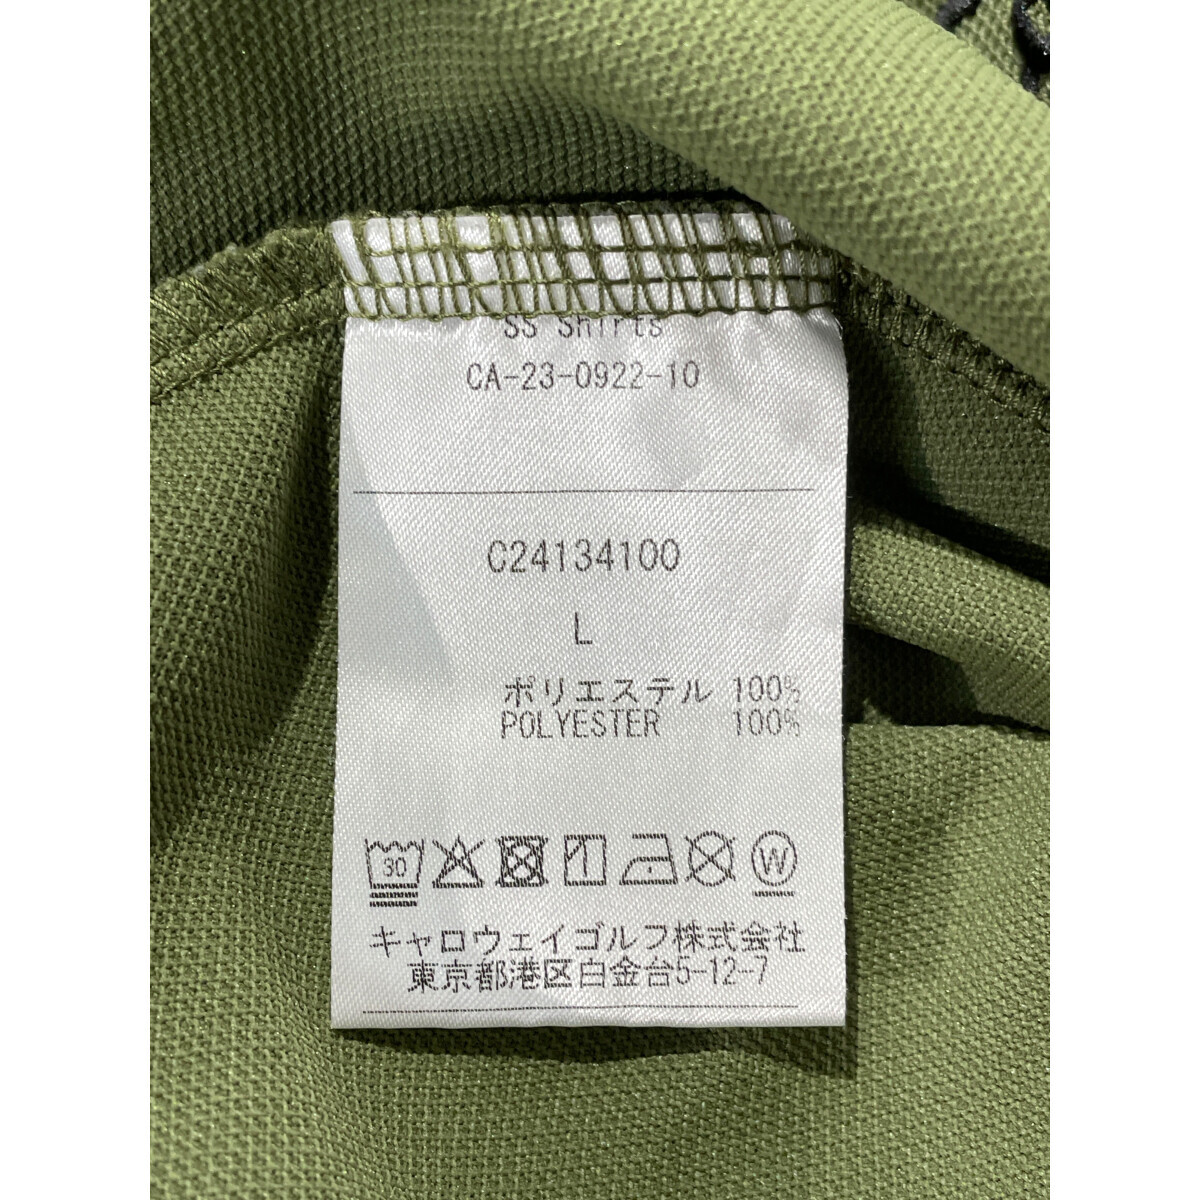 SS Shirts
CA-23-0922-10
C24134100
L
ポリエステル 100%
POLYESTER 100%
30
W
キャロウェイゴルフ株式会社
東京都港区白金台5-12-7